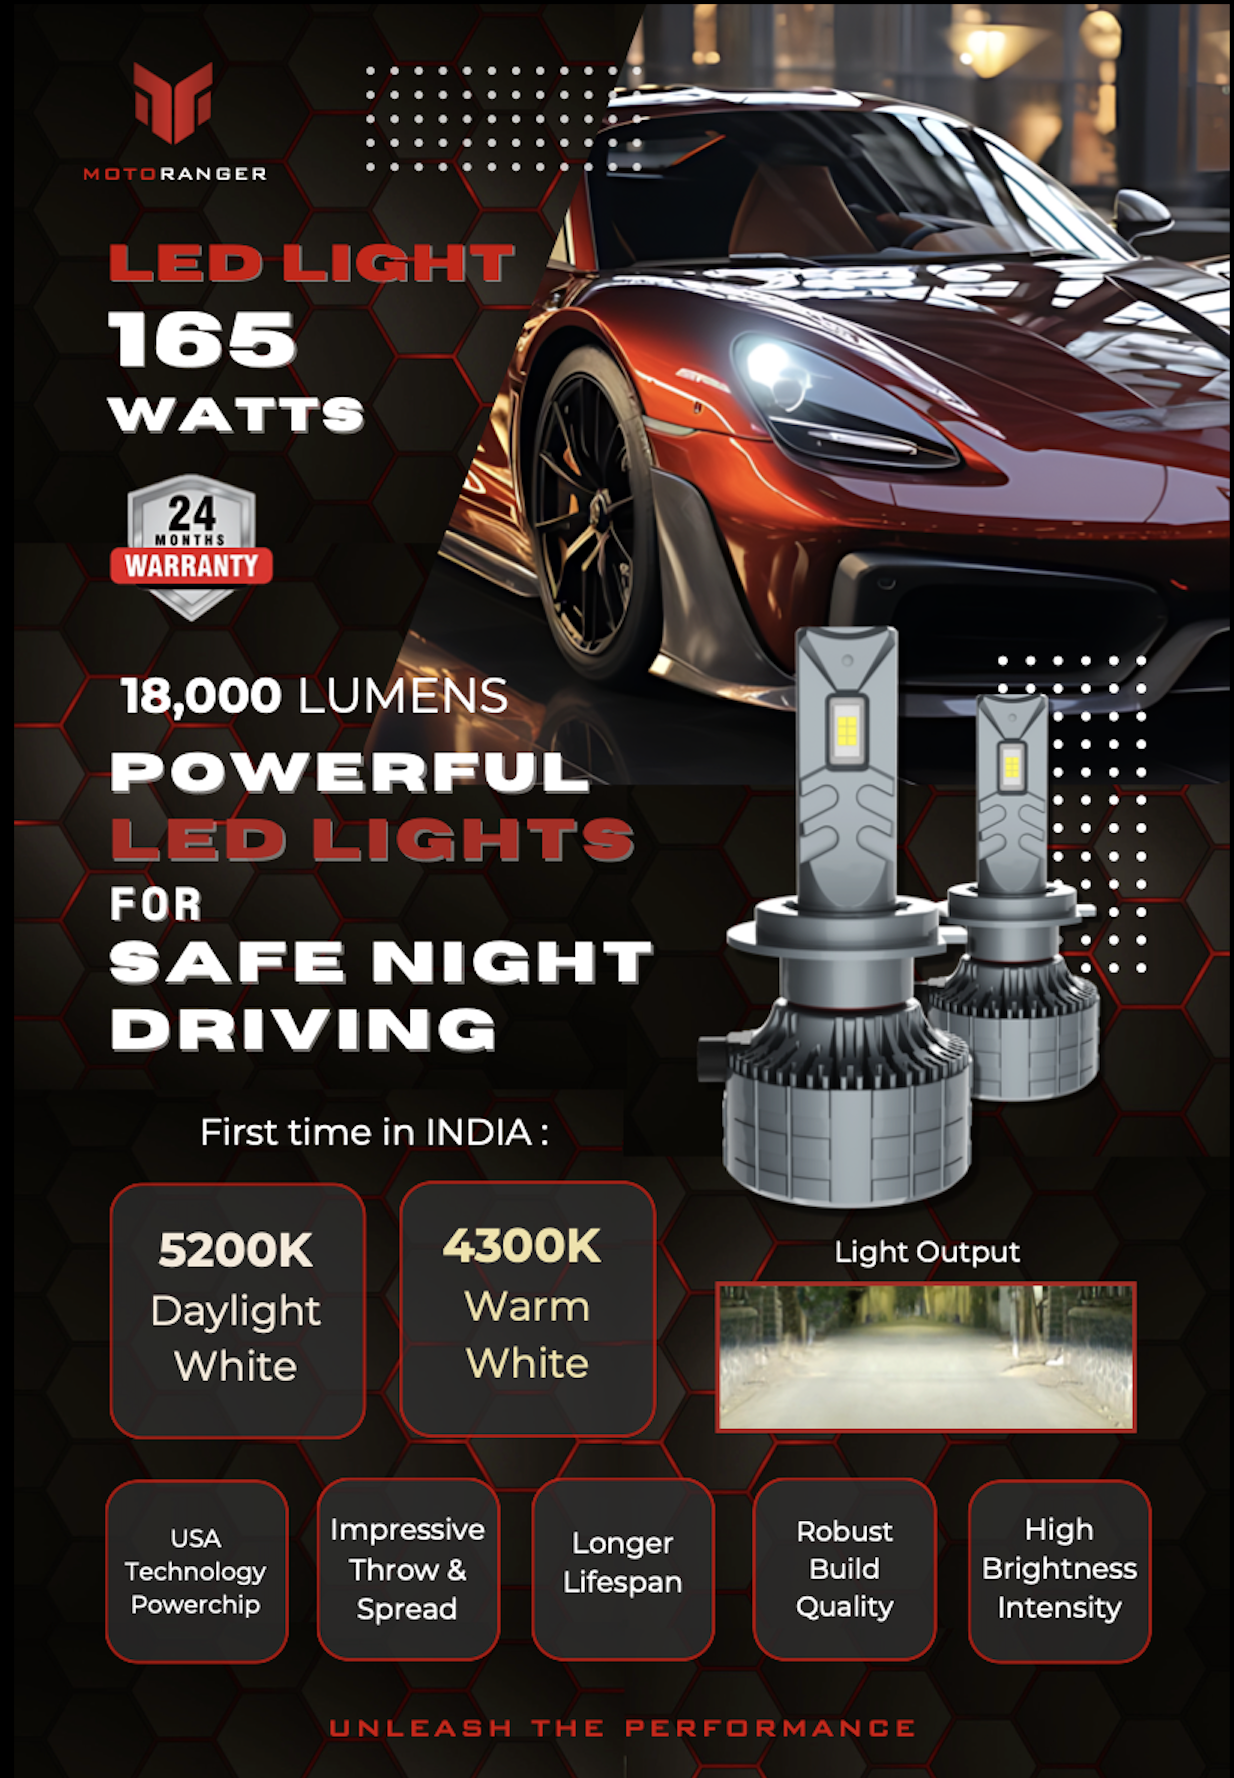 MOTORANGER
LED LIGHT
165
WATTS
24
MONTHS
WARRANTY
18,000 LUMENS
POWERFUL
LED LIGHTS
FOR
SAFE NIGHT
DRIVING
First time in INDIA :
5200K
Daylight
White
4300K
Warm
White
Light Output
USA
Technology
Powerchip
Impressive
Throw &
Spread
Longer
Lifespan
Robust
Build
Quality
High
Brightness
Intensity
UNLEASH THE PERFORMANCE